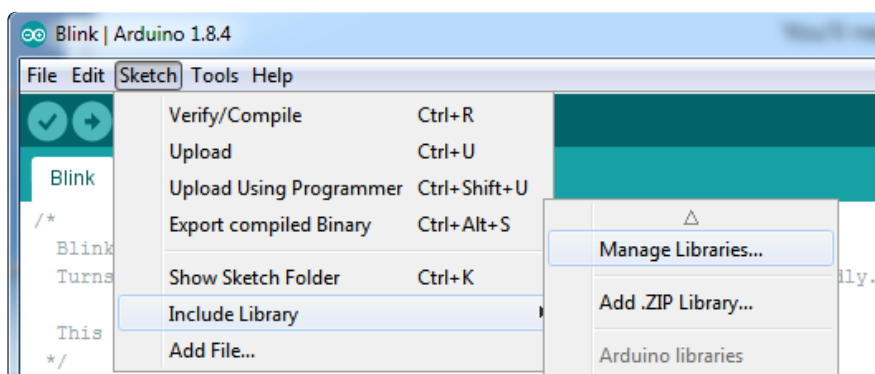 Blink | Arduino 1.8.4
File Edit Sketch Tools Help
Verify/Compile Ctrl+R
Upload Ctrl+U
Upload Using Programmer Ctrl+Shift+U
Export compiled Binary Ctrl+Alt+S
Show Sketch Folder Ctrl+K
Include Library
Add File...
Manage Libraries...
Add .ZIP Library...
Arduino libraries
Blink
/*
Blink
Turns
dly.
This
*/